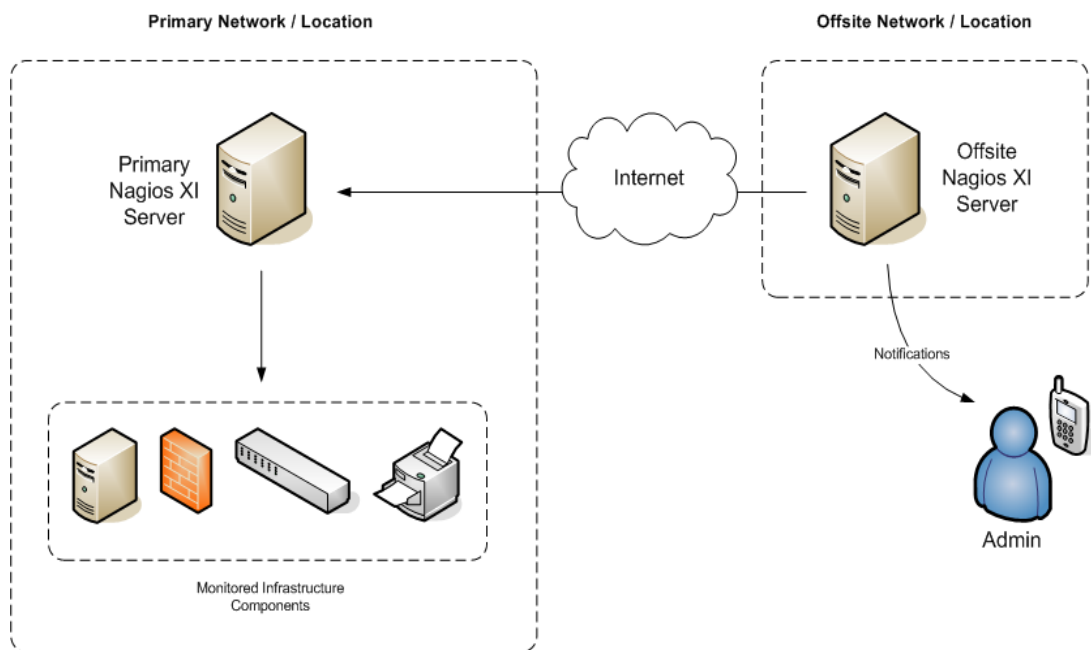 Primary Network / Location
Offsite Network / Location
Primary
Nagios XI
Server
Internet
Offsite
Nagios XI
Server
Notifications
Admin
Monitored Infrastructure
Components